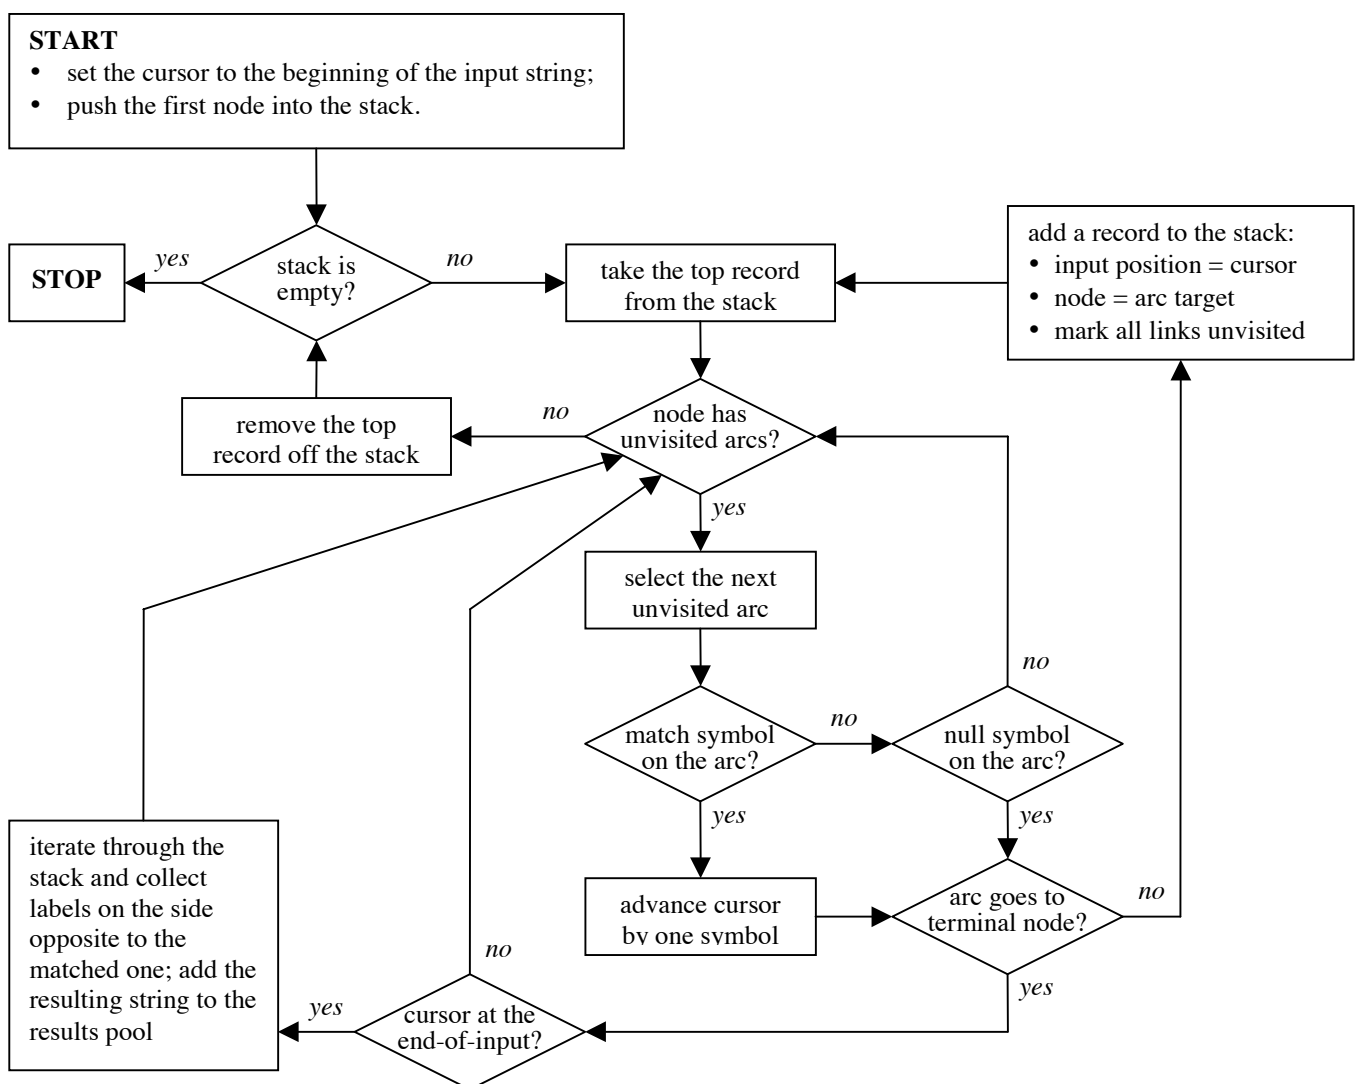 START
• set the cursor to the beginning of the input string;
• push the first node into the stack.
STOP
yes
stack is
empty?
no
take the top record
from the stack
add a record to the stack:
• input position = cursor
• node = arc target
• mark all links unvisited
remove the top
record off the stack
no
node has
unvisited arcs?
yes
select the next
unvisited arc
no
match symbol
on the arc?
no
null symbol
on the arc?
yes
yes
iterate through the
stack and collect
labels on the side
opposite to the
matched one; add the
resulting string to the
results pool
advance cursor
by one symbol
arc goes to
terminal node?
no
no
yes
yes
cursor at the
end-of-input?